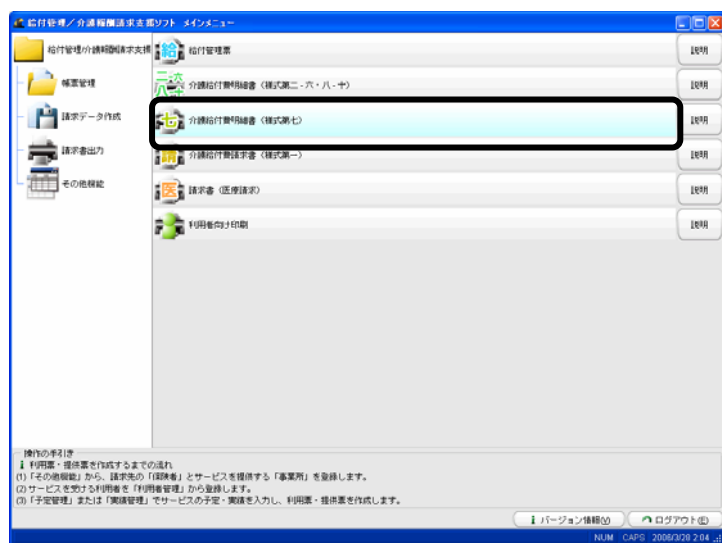 給付管理/介護報酬請求支援ソフト メインメニュー
給付管理/介護報酬請求支援
帳票管理
請求データ作成
請求書出力
その他機能
給 給付管理票 説明
二六八十 介護給付費明細書（様式第二・六・八・十） 説明
七 介護給付費明細書（様式第七） 説明
請 介護給付費請求書（様式第一） 説明
医 請求書（医療請求） 説明
利用者向け印刷 説明
操作の手引き
i 利用票・提供票を作成するまでの流れ
(1)「その他機能」から、請求先の「保険者」とサービスを提供する「事業所」を登録します。
(2)サービスを受ける利用者を「利用者管理」から登録します。
(3)「予定管理」または「実績管理」でサービスの予定・実績を入力し、利用票・提供票を作成します。
i バージョン情報(V) ログアウト(E)
NUM CAPS 2006/03/28 2:04